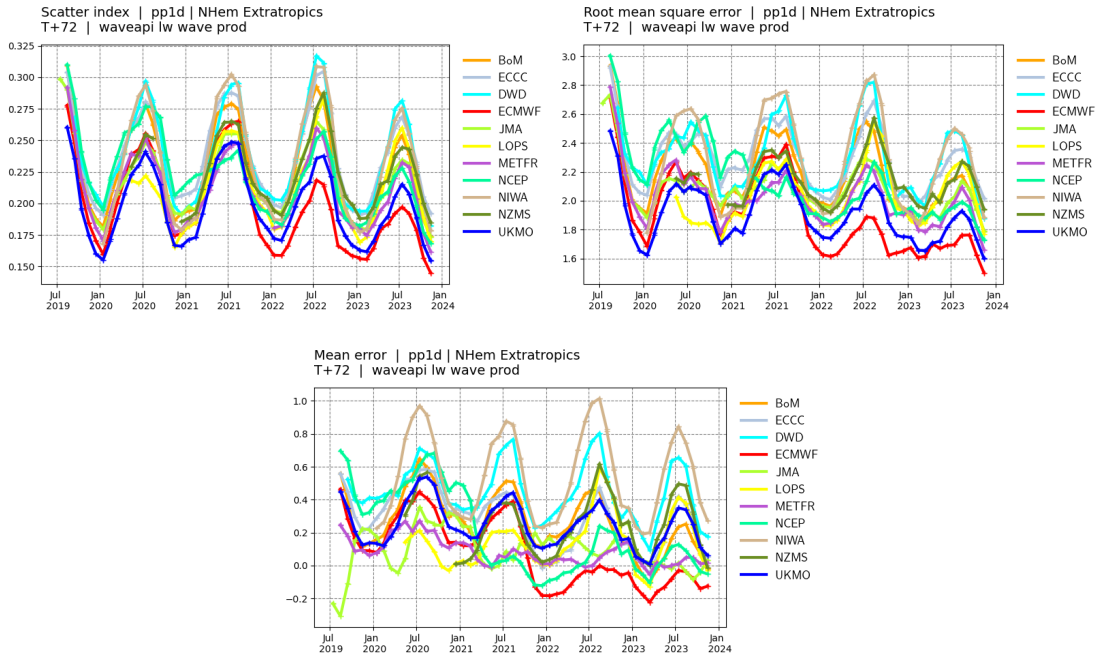 Scatter index | pp1d | NHem Extratropics
T+72 | waveapi lw wave prod
0.325
0.300
0.275
0.250
0.225
0.200
0.175
0.150
Jul
2019
Jan
2020
Jul
2020
Jan
2021
Jul
2021
Jan
2022
Jul
2022
Jan
2023
Jul
2023
Jan
2024
BoM
ECCC
DWD
ECMWF
JMA
LOPS
METFR
NCEP
NIWA
NZMS
UKMO
Root mean square error | pp1d | NHem Extratropics
T+72 | waveapi lw wave prod
3.0
2.8
2.6
2.4
2.2
2.0
1.8
1.6
Jul
2019
Jan
2020
Jul
2020
Jan
2021
Jul
2021
Jan
2022
Jul
2022
Jan
2023
Jul
2023
Jan
2024
BoM
ECCC
DWD
ECMWF
JMA
LOPS
METFR
NCEP
NIWA
NZMS
UKMO
Mean error | pp1d | NHem Extratropics
T+72 | waveapi lw wave prod
1.0
0.8
0.6
0.4
0.2
0.0
−0.2
Jul
2019
Jan
2020
Jul
2020
Jan
2021
Jul
2021
Jan
2022
Jul
2022
Jan
2023
Jul
2023
Jan
2024
BoM
ECCC
DWD
ECMWF
JMA
LOPS
METFR
NCEP
NIWA
NZMS
UKMO